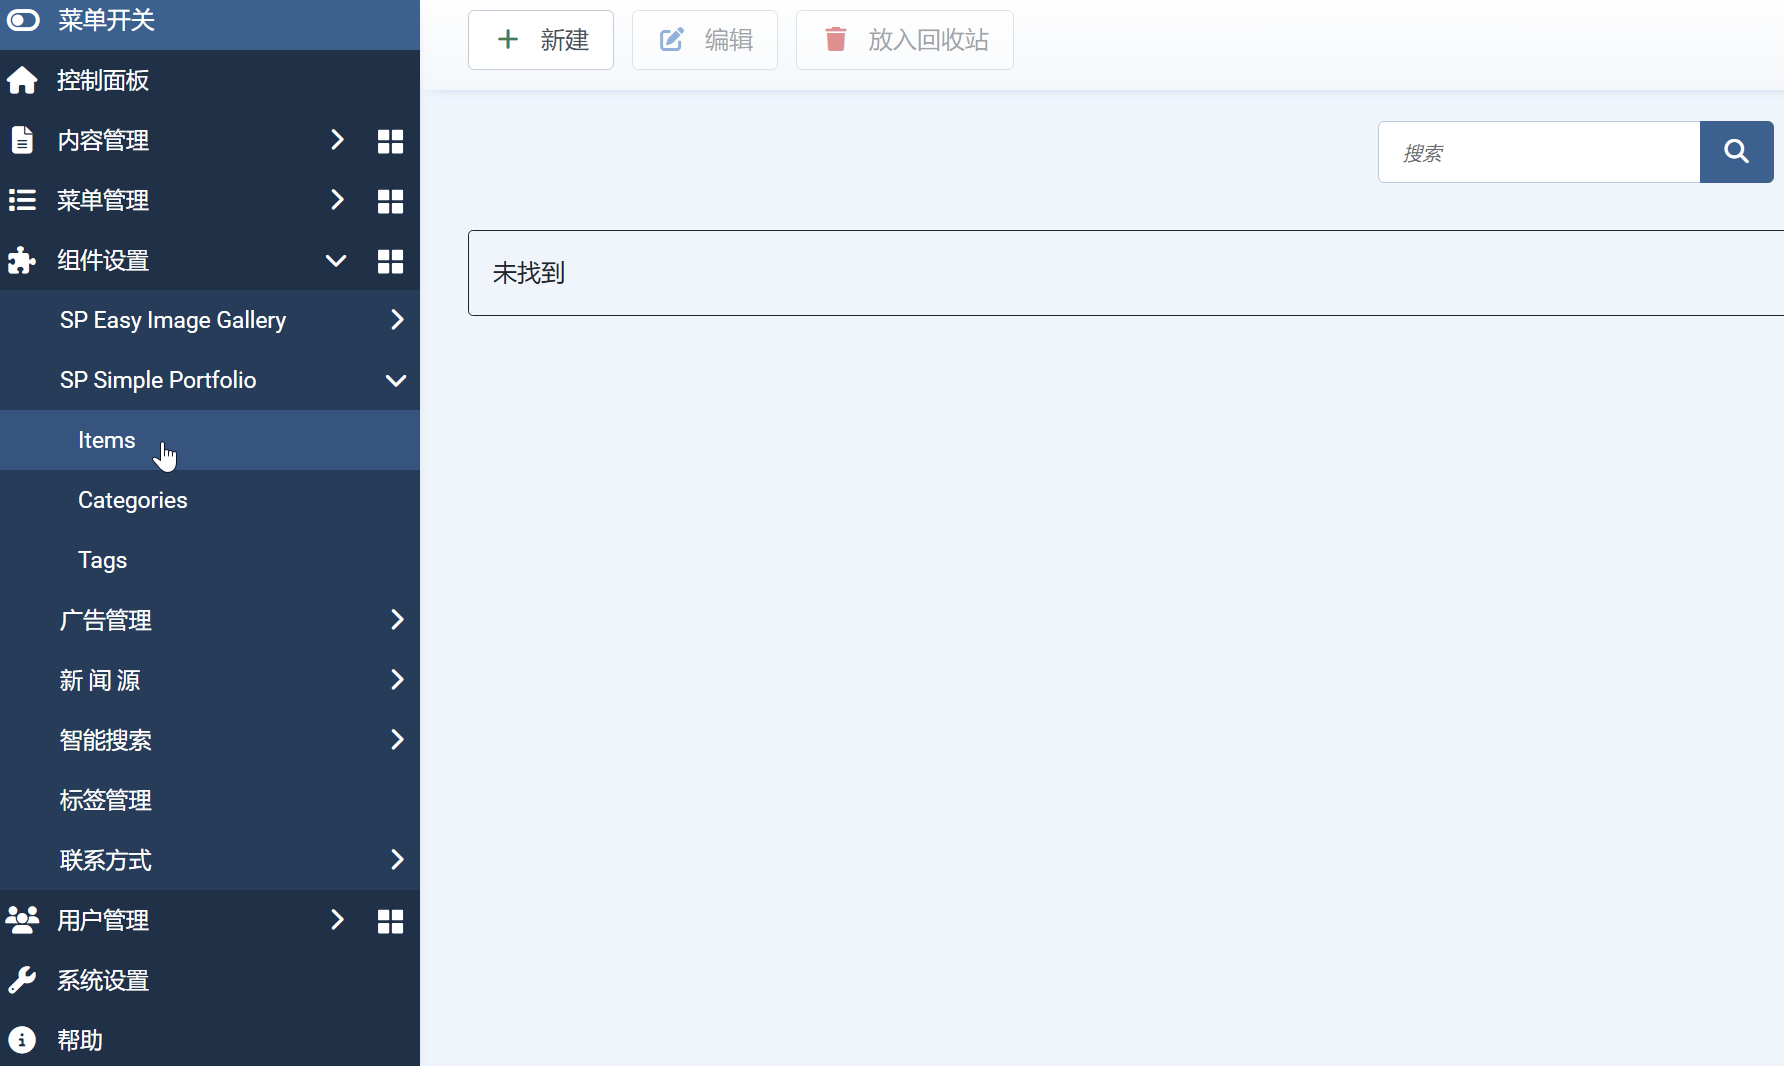 菜单开关
控制面板
内容管理
菜单管理
组件设置
SP Easy Image Gallery
SP Simple Portfolio
Items
Categories
Tags
广告管理
新 闻 源
智能搜索
标签管理
联系方式
用户管理
系统设置
帮助
新建
编辑
放入回收站
搜索
未找到